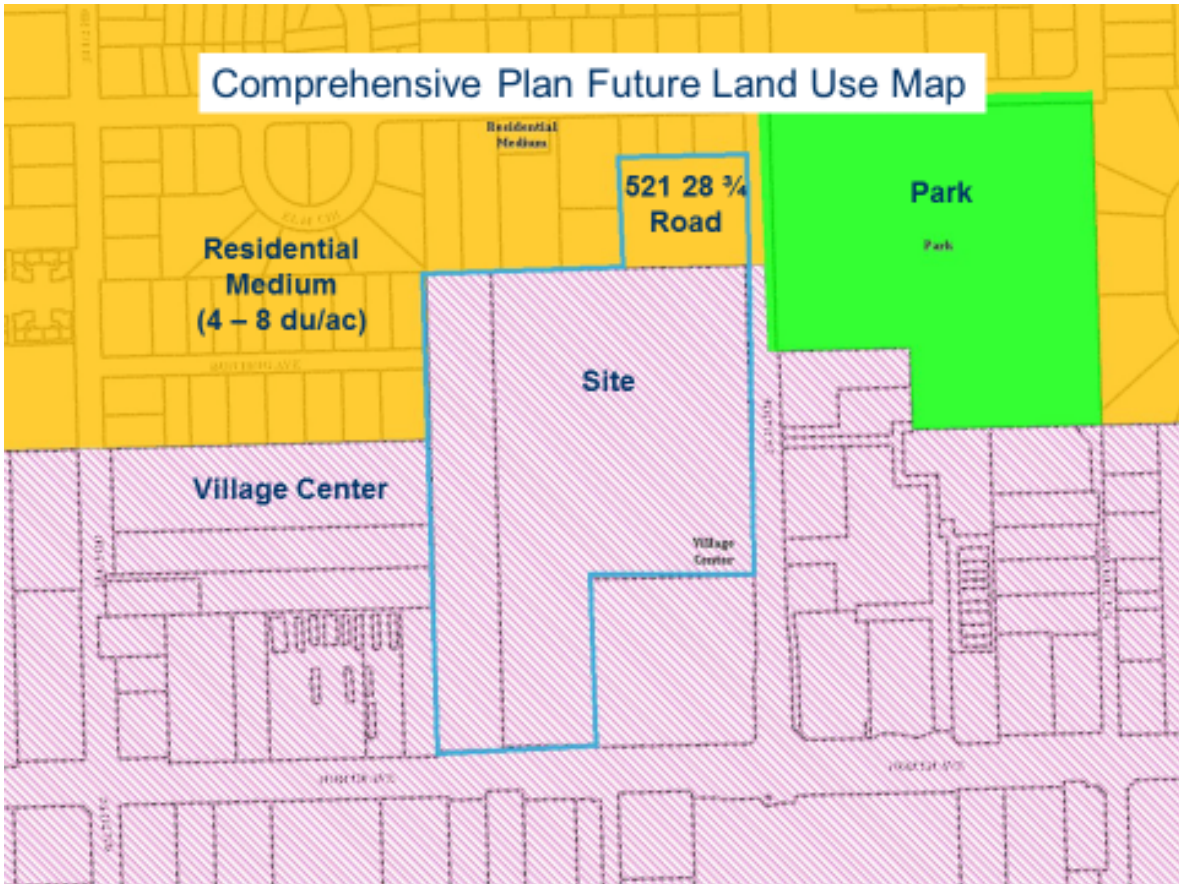 Comprehensive Plan Future Land Use Map
Residential
Medium
521 28 ¾
Road
Park
Park
Residential
Medium
(4 – 8 du/ac)
Site
Village Center
Village
Center